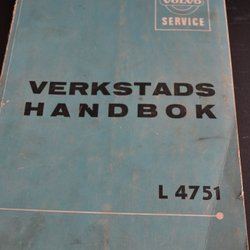 VOLVO
SERVICE
VERKSTADS
HANDBOK
L 4751